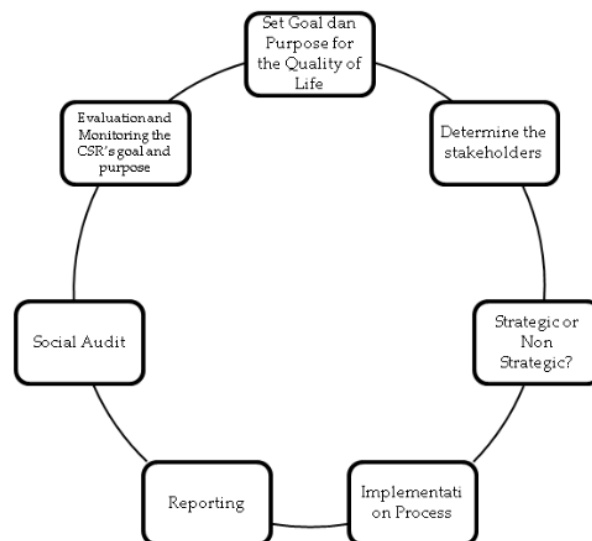 Set Goal dan
Purpose for
the Quality of
Life
Determine the
stakeholders
Strategic or
Non
Strategic?
Implementati
on Process
Reporting
Social Audit
Evaluation and
Monitoring the
CSR's goal and
purpose